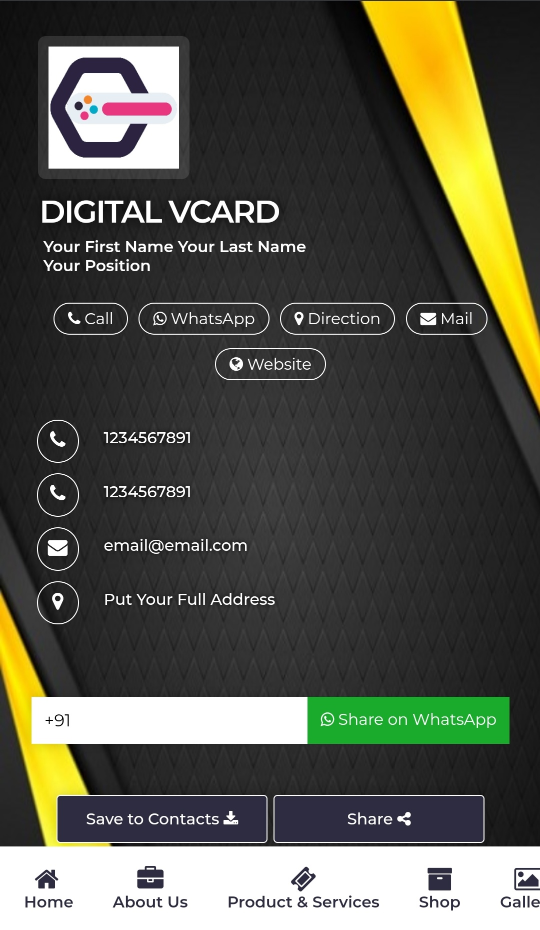 DIGITAL VCARD
Your First Name Your Last Name
Your Position
Call WhatsApp Direction Mail
Website
1234567891
1234567891
email@email.com
Put Your Full Address
+91 Share on WhatsApp
Save to Contacts Share
Home About Us Product & Services Shop Galle